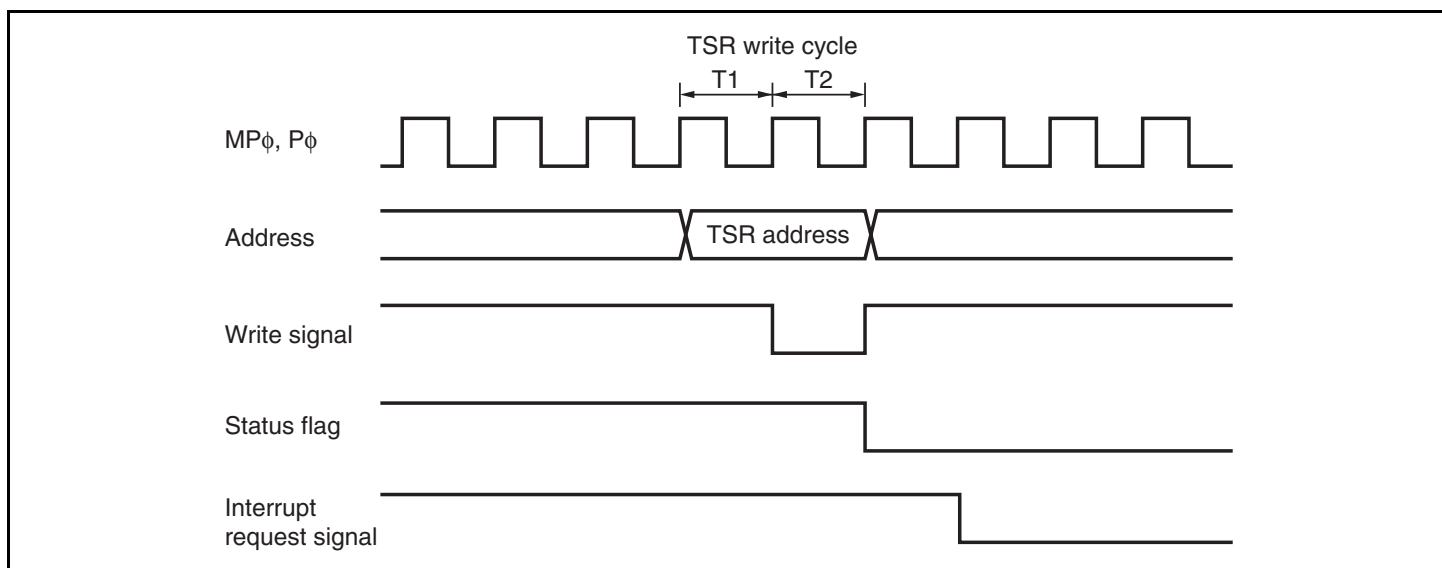 TSR write cycle
T1
T2
MPϕ, Pϕ
Address
TSR address
Write signal
Status flag
Interrupt
request signal